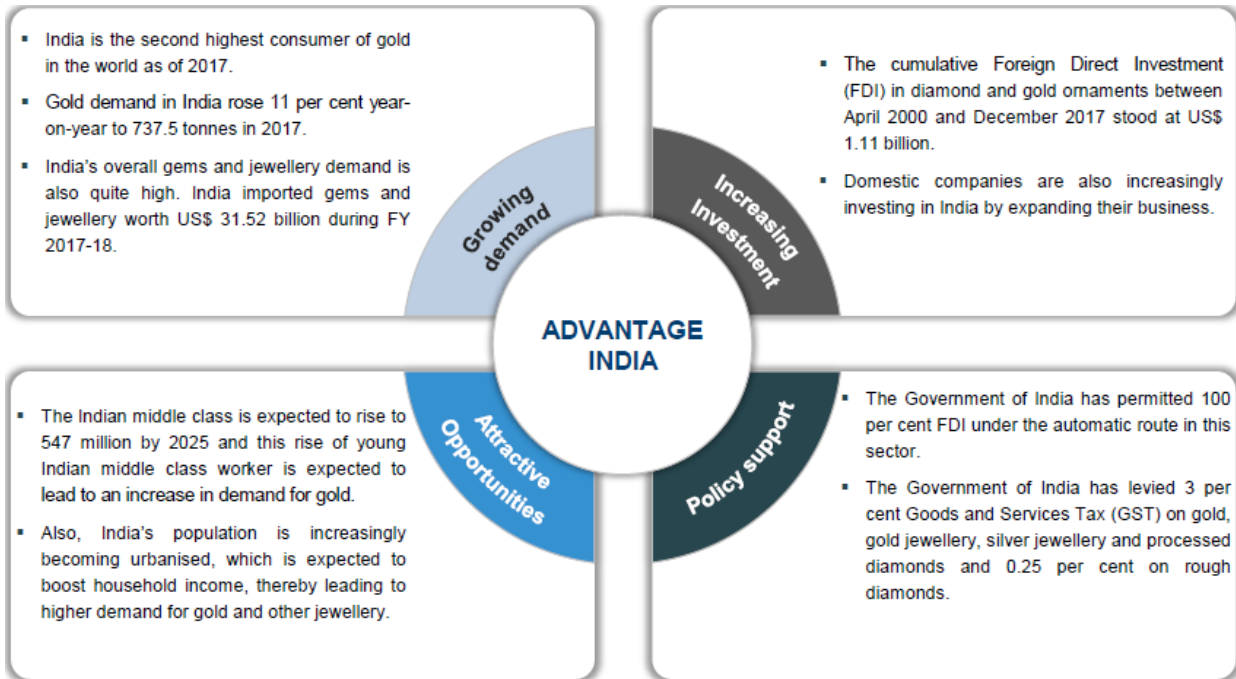 ▪ India is the second highest consumer of gold
in the world as of 2017.
▪ Gold demand in India rose 11 per cent year-
on-year to 737.5 tonnes in 2017.
▪ India's overall gems and jewellery demand is
also quite high. India imported gems and
jewellery worth US$ 31.52 billion during FY
2017-18.
Growing
demand
▪ The cumulative Foreign Direct Investment
(FDI) in diamond and gold ornaments between
April 2000 and December 2017 stood at US$
1.11 billion.
▪ Domestic companies are also increasingly
investing in India by expanding their business.
Increasing
Investment
ADVANTAGE
INDIA
▪ The Indian middle class is expected to rise to
547 million by 2025 and this rise of young
Indian middle class worker is expected to
lead to an increase in demand for gold.
▪ Also, India's population is increasingly
becoming urbanised, which is expected to
boost household income, thereby leading to
higher demand for gold and other jewellery.
Attractive
Opportunities
▪ The Government of India has permitted 100
per cent FDI under the automatic route in this
sector.
▪ The Government of India has levied 3 per
cent Goods and Services Tax (GST) on gold,
gold jewellery, silver jewellery and processed
diamonds and 0.25 per cent on rough
diamonds.
Policy support